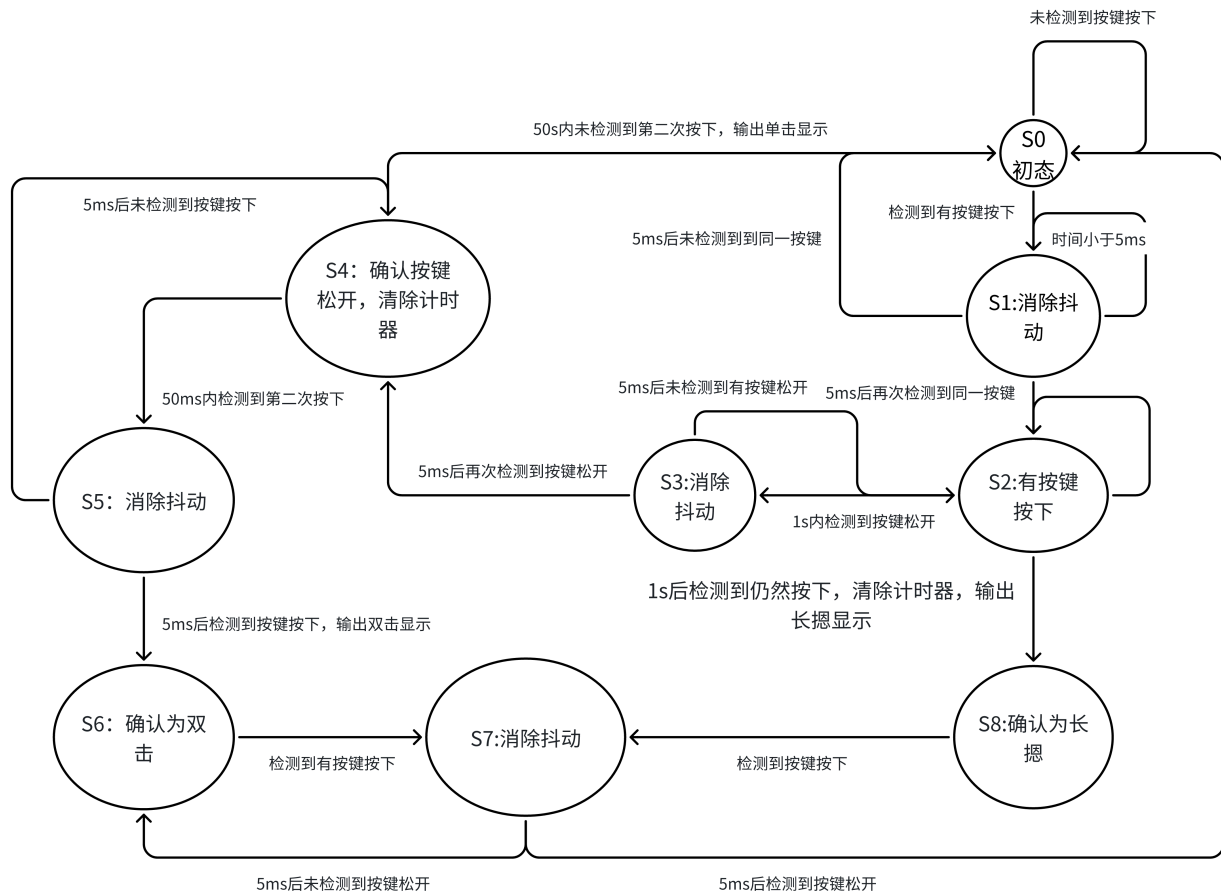 未检测到按键按下
50s内未检测到第二次按下，输出单击显示
S0
初态
5ms后未检测到按键按下
检测到有按键按下
5ms后未检测到到同一按键
时间小于5ms
S4：确认按键
松开，清除计时
器
S1:消除抖
动
50ms内检测到第二次按下
5ms后未检测到有按键松开
5ms后再次检测到同一按键
5ms后再次检测到按键松开
S3:消除
抖动
S2:有按键
按下
S5：消除抖动
1s内检测到按键松开
1s后检测到仍然按下，清除计时器，输出
长摁显示
5ms后检测到按键按下，输出双击显示
S6：确认为双
击
S7:消除抖动
S8:确认为长
摁
检测到有按键按下
检测到按键按下
5ms后未检测到按键松开
5ms后检测到按键松开